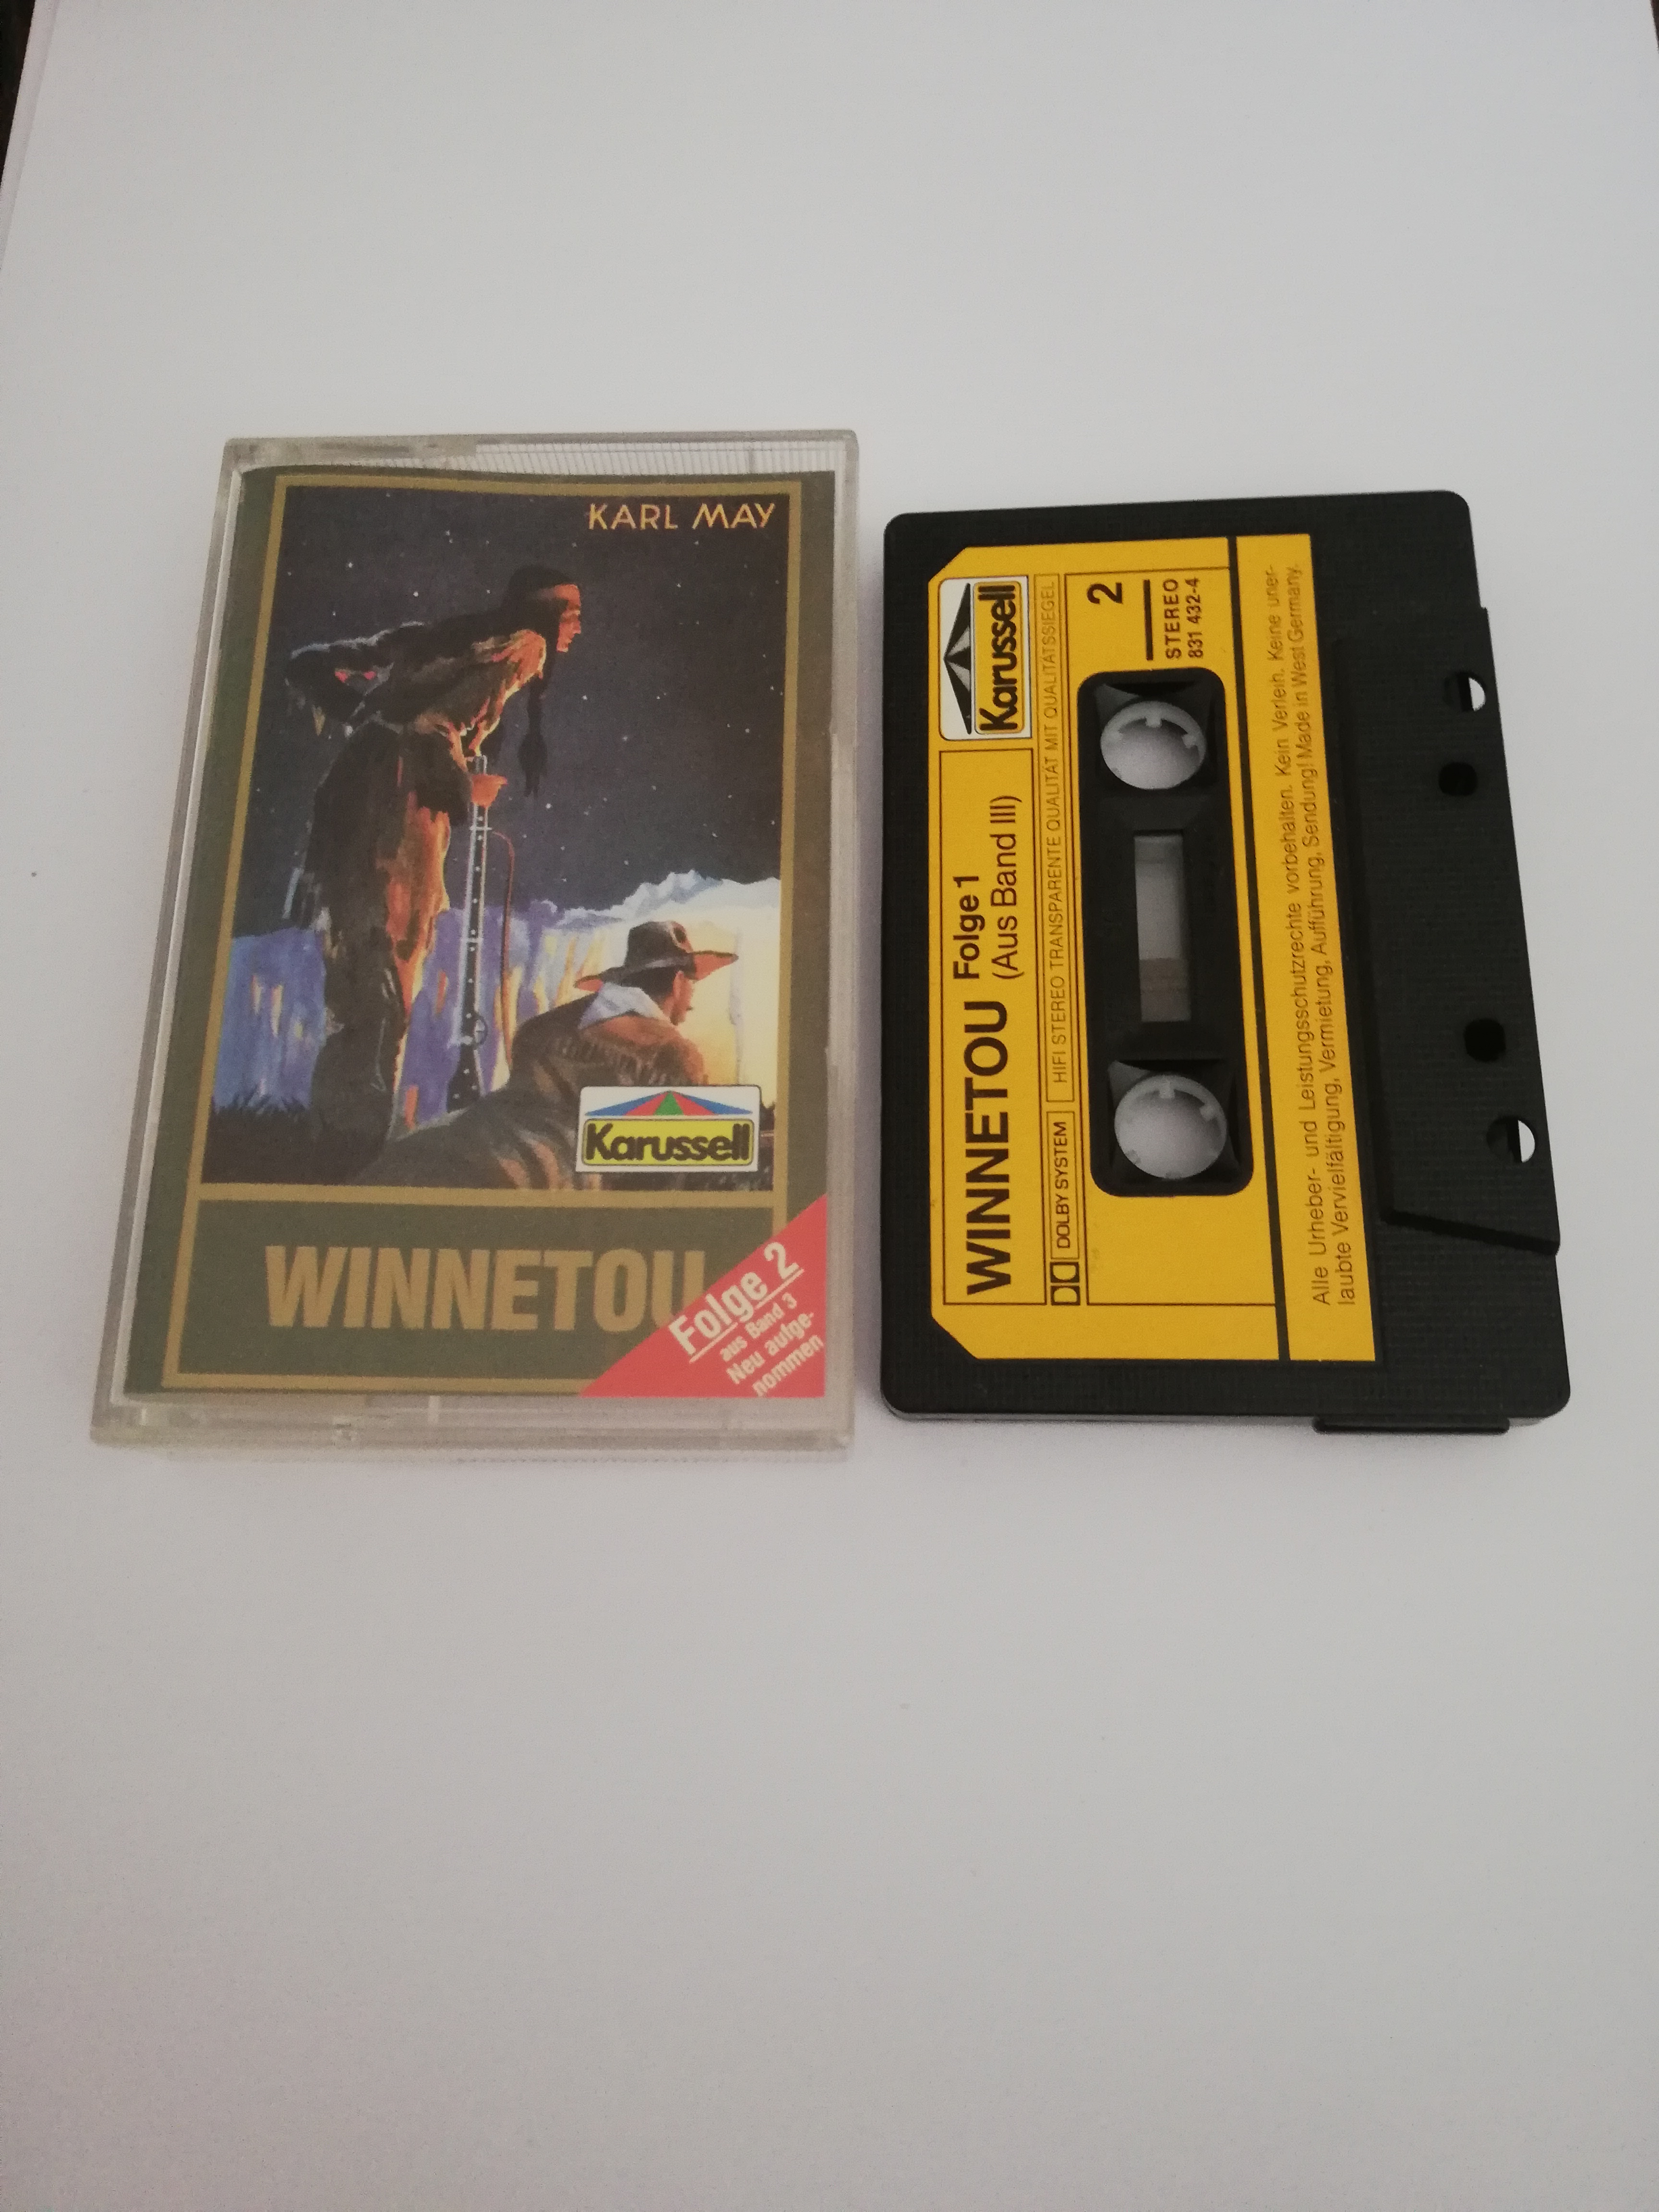 KARL MAY
Karussell
WINNETOU
Folge 2
aus Band 3
Neu aufge-
nommen
Karussell
WINNETOU Folge 1
(Aus Band III)
DOLBY SYSTEM
HIFI STEREO TRANSPARENTE QUALITÄT MIT QUALITÄTSSIEGEL
2
STEREO
831 432-4
Alle Urheber- und Leistungsschutzrechte vorbehalten. Kein Verleih. Keine uner-
laubte Vervielfältigung, Vermietung, Aufführung, Sendung! Made in West Germany.